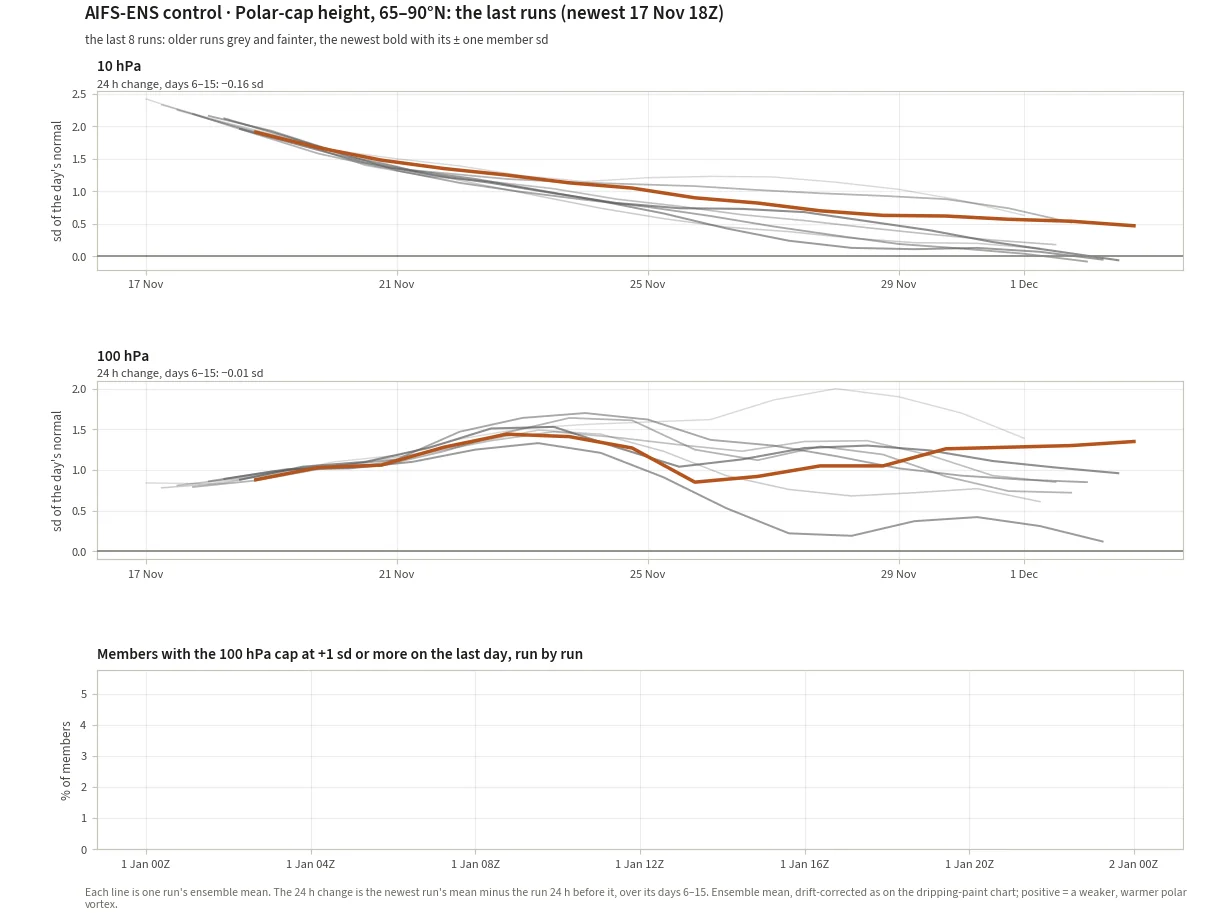 AIFS-ENS control · Polar-cap height, 65–90°N: the last runs (newest 17 Nov 18Z)
the last 8 runs: older runs grey and fainter, the newest bold with its ± one member sd
10 hPa
24 h change, days 6–15: −0.16 sd
sd of the day's normal
2.5
2.0
1.5
1.0
0.5
0.0
17 Nov
21 Nov
25 Nov
29 Nov
1 Dec
100 hPa
24 h change, days 6–15: −0.01 sd
sd of the day's normal
2.0
1.5
1.0
0.5
0.0
17 Nov
21 Nov
25 Nov
29 Nov
1 Dec
Members with the 100 hPa cap at +1 sd or more on the last day, run by run
% of members
5
4
3
2
1
0
1 Jan 00Z
1 Jan 04Z
1 Jan 08Z
1 Jan 12Z
1 Jan 16Z
1 Jan 20Z
2 Jan 00Z
Each line is one run's ensemble mean. The 24 h change is the newest run's mean minus the run 24 h before it, over its days 6–15. Ensemble mean, drift-corrected as on the dripping-paint chart; positive = a weaker, warmer polar
vortex.